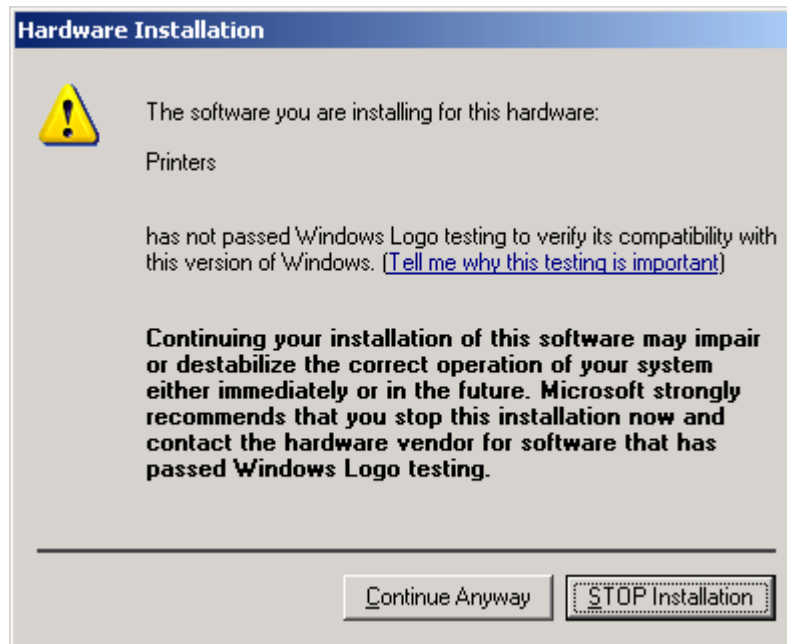 Hardware Installation
The software you are installing for this hardware:
Printers
has not passed Windows Logo testing to verify its compatibility with
this version of Windows. (Tell me why this testing is important)
Continuing your installation of this software may impair
or destabilize the correct operation of your system
either immediately or in the future. Microsoft strongly
recommends that you stop this installation now and
contact the hardware vendor for software that has
passed Windows Logo testing.
Continue Anyway
STOP Installation